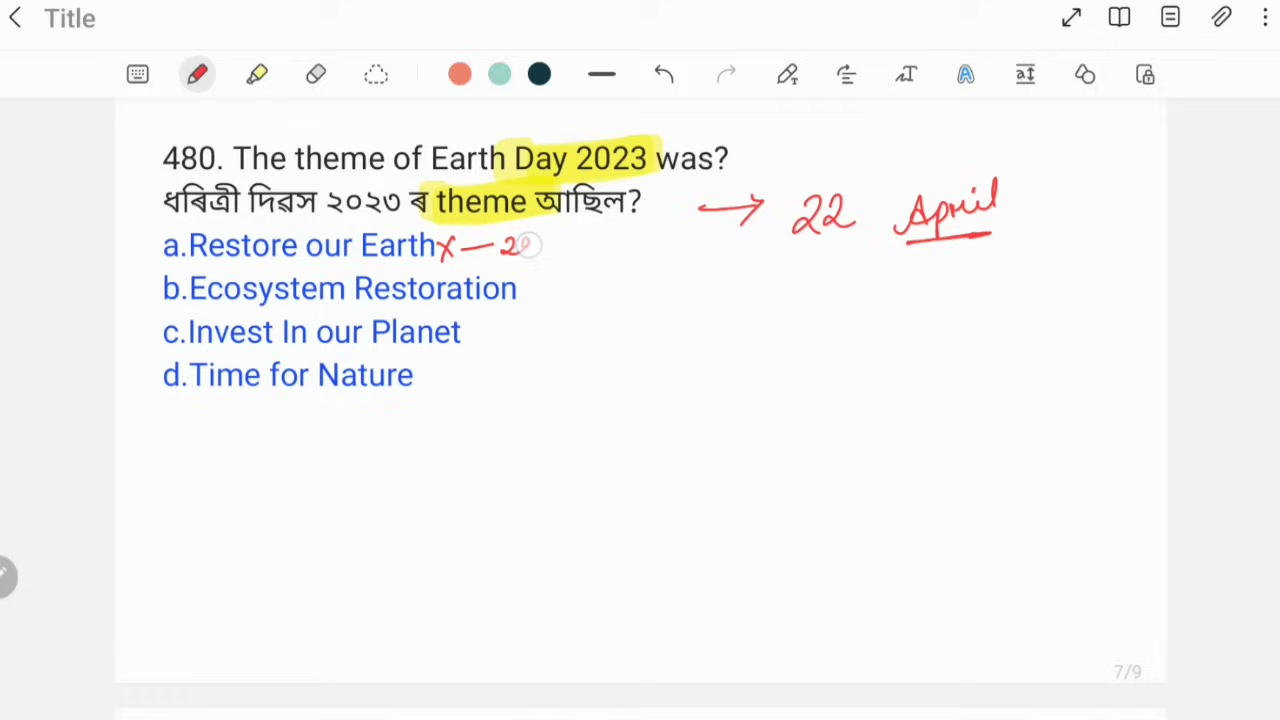 Title
480. The theme of Earth Day 2023 was?
ধৰিত্ৰী দিৱস ২০২৩ ৰ theme আছিল?
→ 22 April
a.Restore our Earth x — 20
b.Ecosystem Restoration
c.Invest In our Planet
d.Time for Nature
7/9